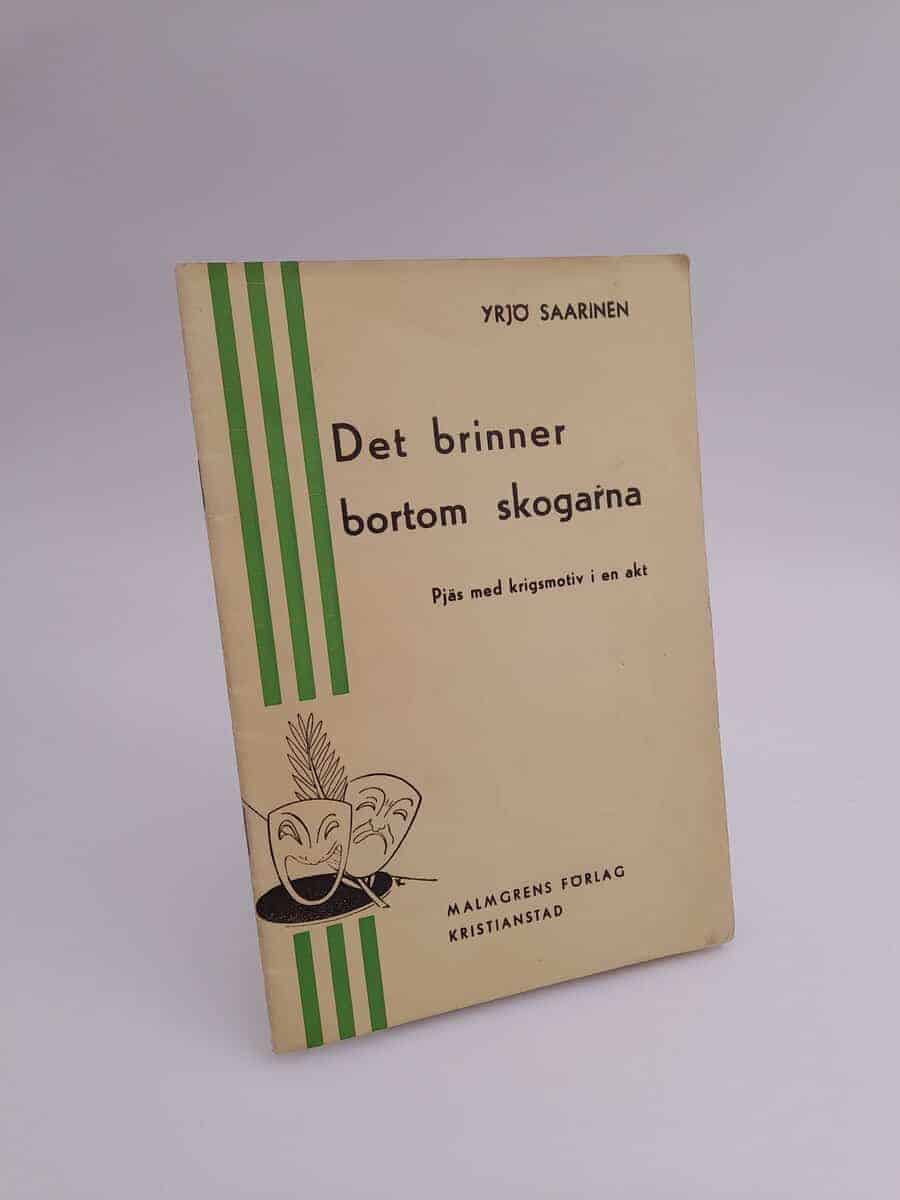 YRJÖ SAARINEN
Det brinner
bortom skogarna
Pjäs med krigsmotiv i en akt
MALMGRENS FÖRLAG
KRISTIANSTAD